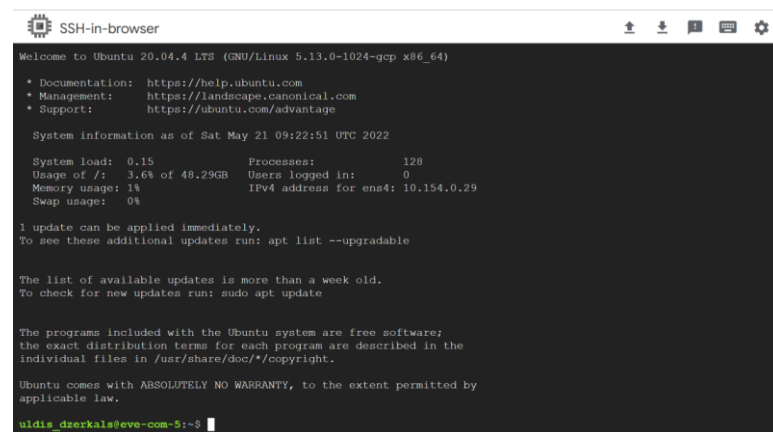 SSH-in-browser
Welcome to Ubuntu 20.04.4 LTS (GNU/Linux 5.13.0-1024-gcp x86_64)
* Documentation: https://help.ubuntu.com
* Management: https://landscape.canonical.com
* Support: https://ubuntu.com/advantage
System information as of Sat May 21 09:22:51 UTC 2022
System load: 0.15 Processes: 128
Usage of /: 3.6% of 48.29GB Users logged in: 0
Memory usage: 1% IPv4 address for ens4: 10.154.0.29
Swap usage: 0%
1 update can be applied immediately.
To see these additional updates run: apt list --upgradable
The list of available updates is more than a week old.
To check for new updates run: sudo apt update
The programs included with the Ubuntu system are free software;
the exact distribution terms for each program are described in the
individual files in /usr/share/doc/*/copyright.
Ubuntu comes with ABSOLUTELY NO WARRANTY, to the extent permitted by
applicable law.
uldis_dzerkals@eve-com-5:~$